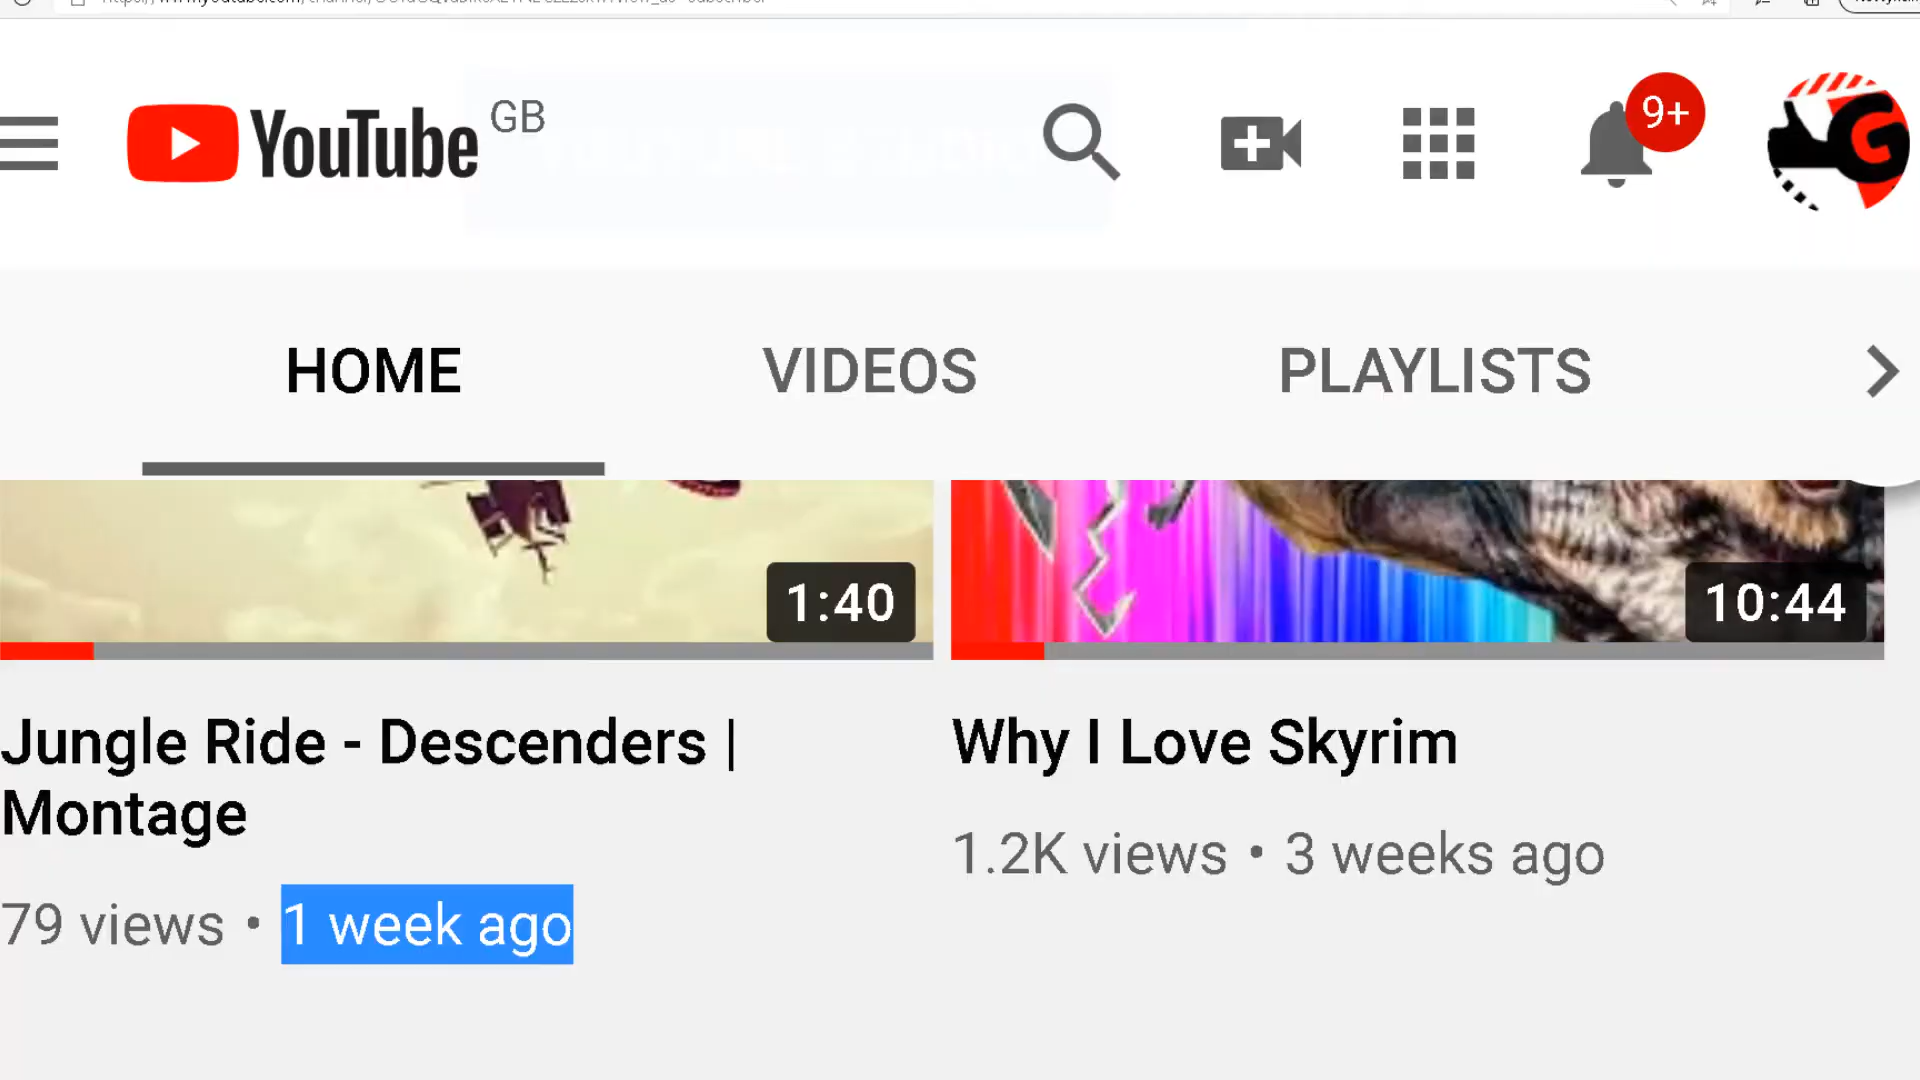 YouTube GB
9+
G
HOME VIDEOS PLAYLISTS
1:40
10:44
Jungle Ride - Descenders |
Montage
79 views • 1 week ago
Why I Love Skyrim
1.2K views • 3 weeks ago